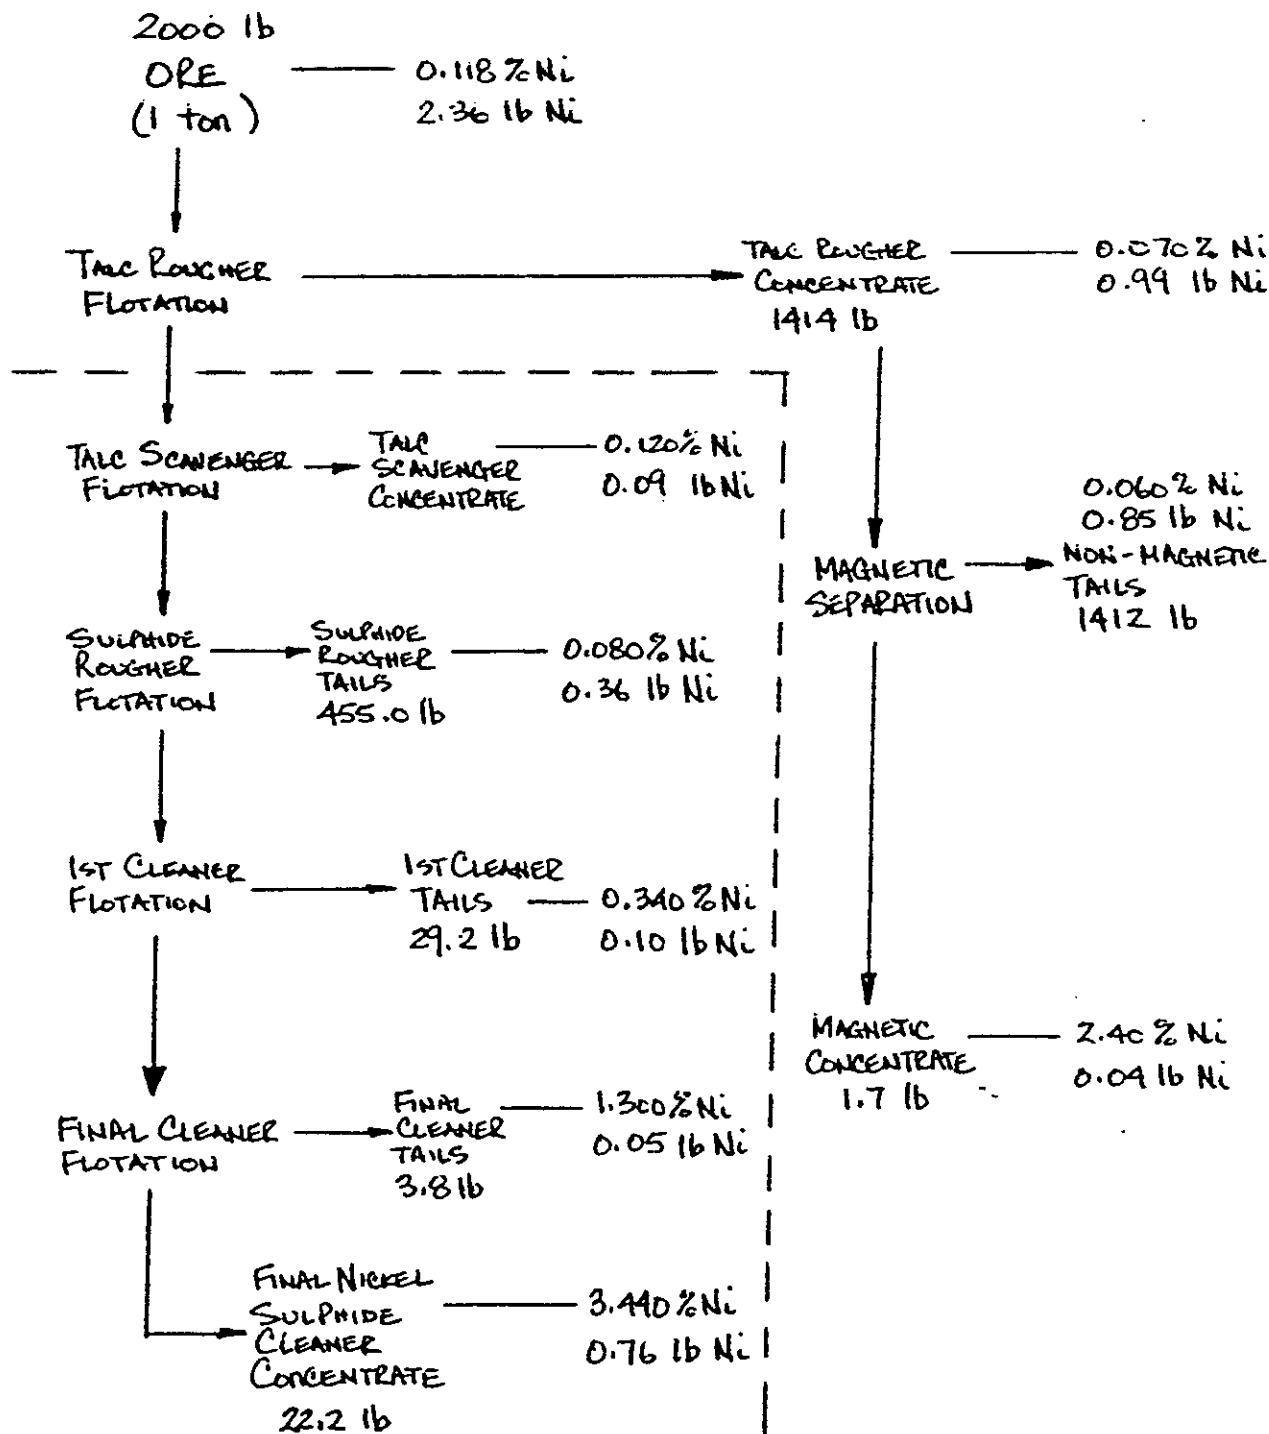 2000 lb
ORE
(1 ton)
0.118% Ni
2.36 lb Ni
TALC ROUGHER
FLOTATION
TALC ROUGHER
CONCENTRATE
1414 lb
0.070% Ni
0.99 lb Ni
TALC SCAVENGER
FLOTATION
TALC
SCAVENGER
CONCENTRATE
0.120% Ni
0.09 lb Ni
MAGNETIC
SEPARATION
0.060% Ni
0.85 lb Ni
NON-MAGNETIC
TAILS
1412 lb
SULPHIDE
ROUGHER
FLOTATION
SULPHIDE
ROUGHER
TAILS
455.0 lb
0.080% Ni
0.36 lb Ni
1ST CLEANER
FLOTATION
1ST CLEANER
TAILS
29.2 lb
0.340% Ni
0.10 lb Ni
MAGNETIC
CONCENTRATE
1.7 lb
2.40% Ni
0.04 lb Ni
FINAL CLEANER
FLOTATION
FINAL
CLEANER
TAILS
3.8 lb
1.300% Ni
0.05 lb Ni
FINAL NICKEL
SULPHIDE
CLEANER
CONCENTRATE
22.2 lb
3.440% Ni
0.76 lb Ni